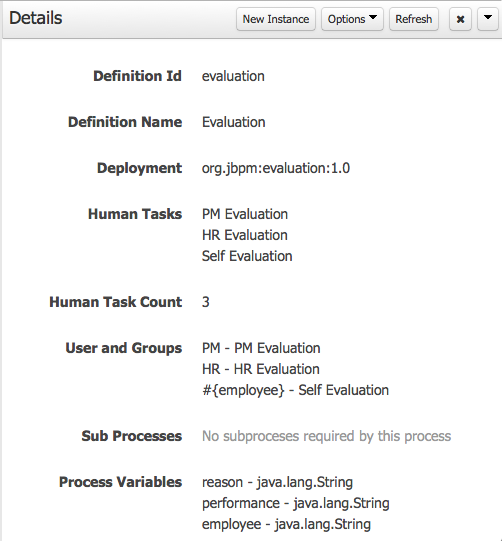 Details New Instance Options Refresh ✖
Definition Id evaluation
Definition Name Evaluation
Deployment org.jbpm:evaluation:1.0
Human Tasks PM Evaluation
HR Evaluation
Self Evaluation
Human Task Count 3
User and Groups PM - PM Evaluation
HR - HR Evaluation
#{employee} - Self Evaluation
Sub Processes No subproceses required by this process
Process Variables reason - java.lang.String
performance - java.lang.String
employee - java.lang.String